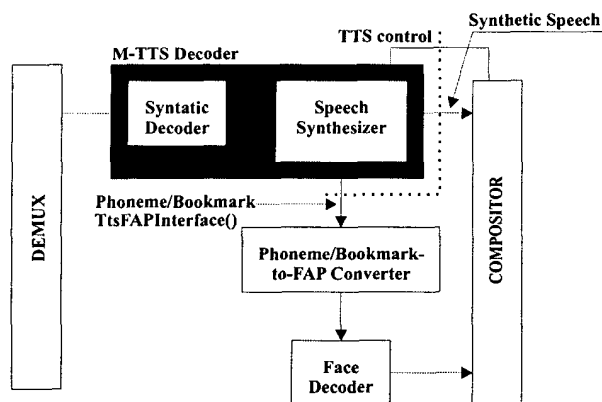 Synthetic Speech
TTS control
M-TTS Decoder
Syntatic
Decoder
Speech
Synthesizer
DEMUX
Phoneme/Bookmark
TtsFAPInterface()
Phoneme/Bookmark-
to-FAP Converter
COMPOSITOR
Face
Decoder